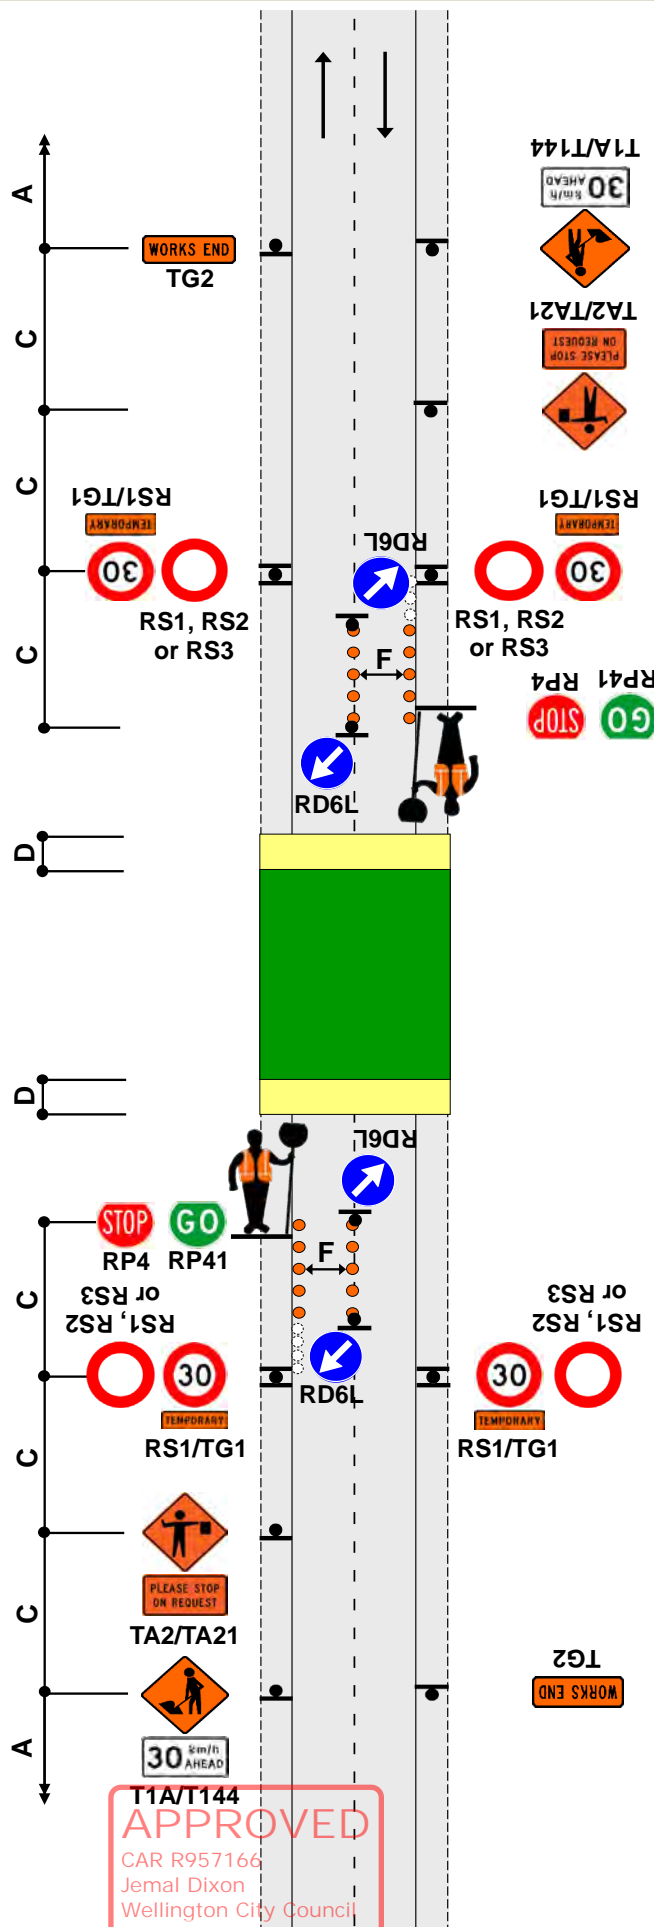 T1A/T144
A
30 km/h
AHEAD
WORKS END
TG2
TA2/TA21
C
PLEASE STOP
ON REQUEST
C
RS1/TG1
TEMPORARY
30
RS1/TG1
TEMPORARY
30
RD6L
RS1, RS2
or RS3
RS1, RS2
or RS3
C
F
RP4
RP41
STOP
GO
RD6L
D
D
RD6L
STOP
GO
RP4
RP41
F
C
RS1, RS2
or RS3
RS1, RS2
or RS3
30
TEMPORARY
RS1/TG1
RD6L
30
TEMPORARY
RS1/TG1
C
PLEASE STOP
ON REQUEST
TA2/TA21
C
TG2
WORKS END
A
30 km/h
AHEAD
T1A/T144
APPROVED
CAR R957166
Jemal Dixon
Wellington City Council